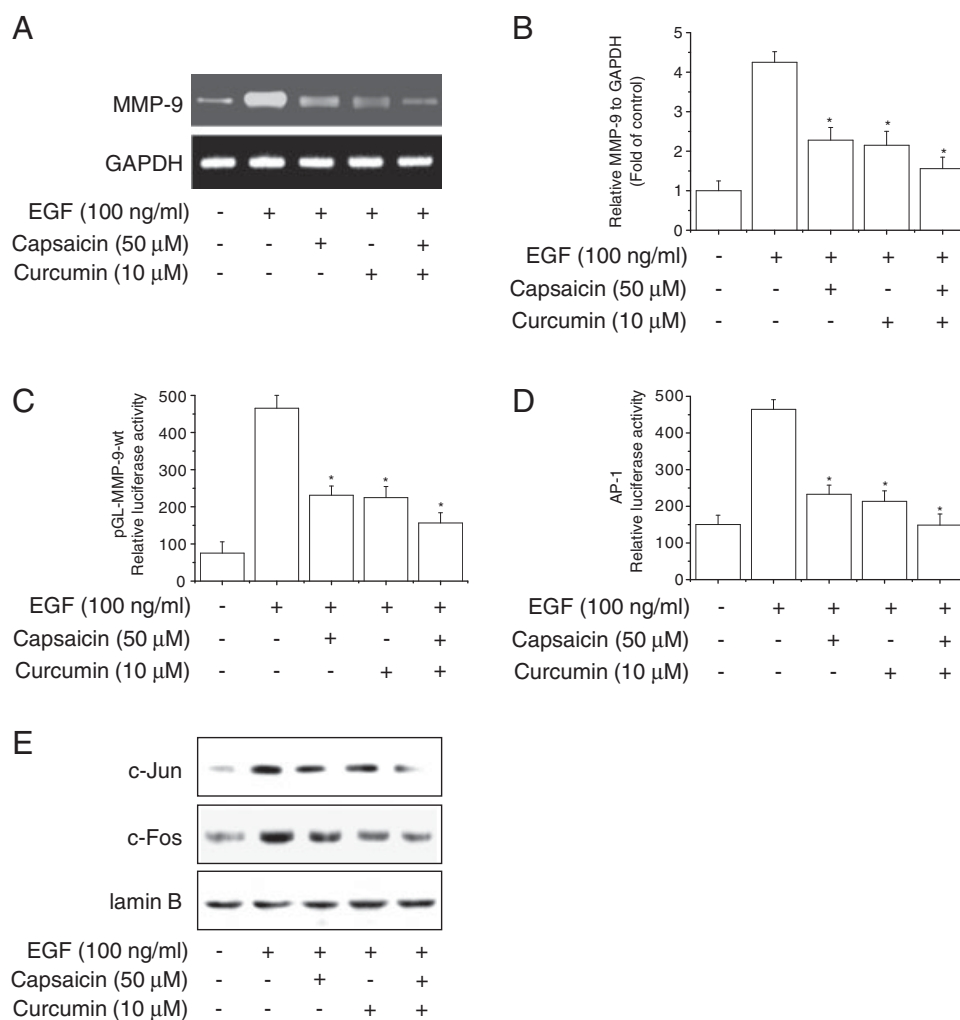 A
MMP-9
GAPDH
EGF (100 ng/ml) - + + + +
Capsaicin (50 μM) - - + - +
Curcumin (10 μM) - - - + +
B
Relative MMP-9 to GAPDH
(Fold of control)
5
4
3
2
1
0
* * *
EGF (100 ng/ml) - + + + +
Capsaicin (50 μM) - - + - +
Curcumin (10 μM) - - - + +
C
pGL-MMP-9-wt
Relative luciferase activity
500
400
300
200
100
0
* * *
EGF (100 ng/ml) - + + + +
Capsaicin (50 μM) - - + - +
Curcumin (10 μM) - - - + +
D
AP-1
Relative luciferase activity
500
400
300
200
100
0
* * *
EGF (100 ng/ml) - + + + +
Capsaicin (50 μM) - - + - +
Curcumin (10 μM) - - - + +
E
c-Jun
c-Fos
lamin B
EGF (100 ng/ml) - + + + +
Capsaicin (50 μM) - - + - +
Curcumin (10 μM) - - - + +